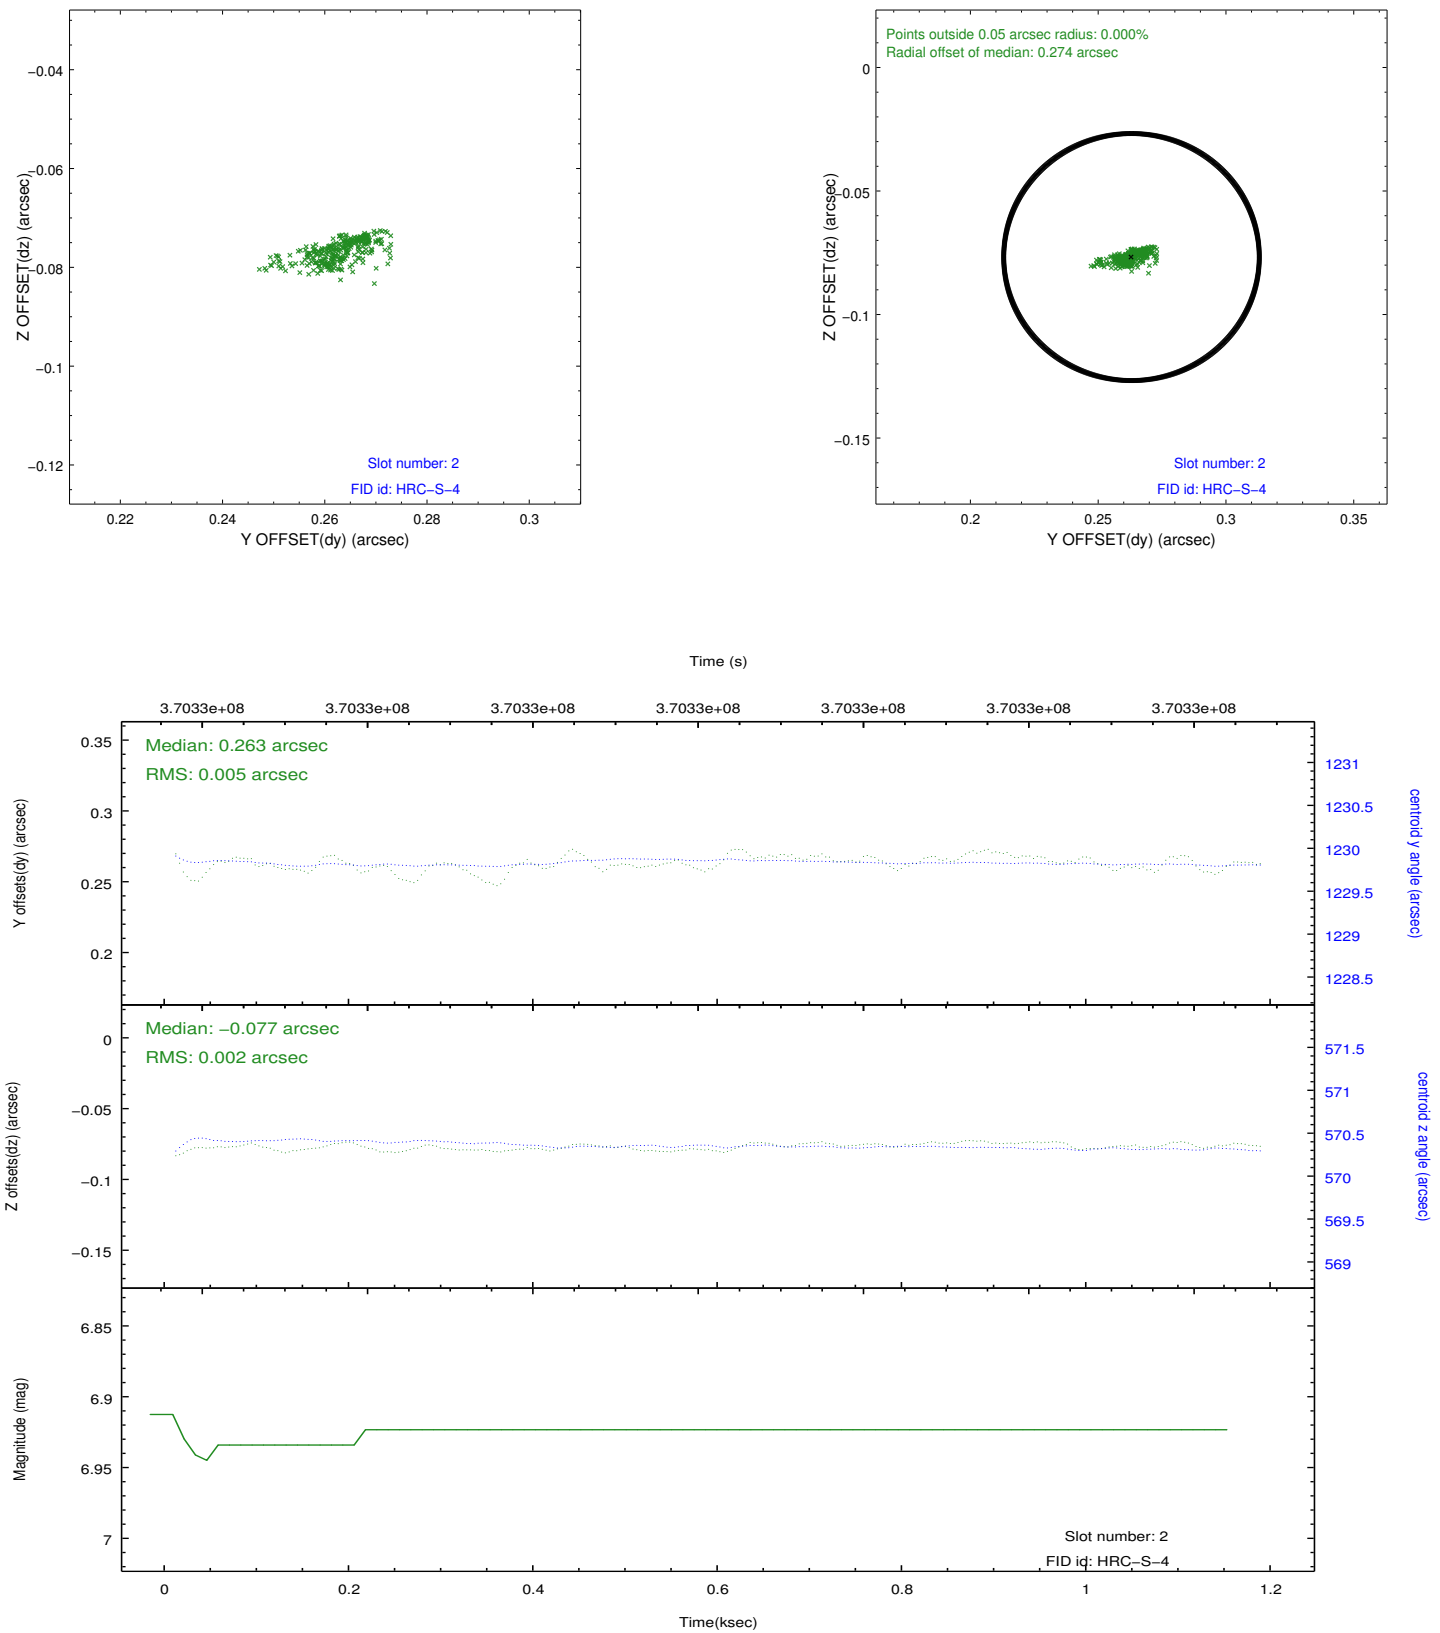 −0.04
−0.06
−0.08
−0.1
−0.12
Z OFFSET(dz) (arcsec)
Slot number: 2
FID id: HRC−S−4
0.22 0.24 0.26 0.28 0.3
Y OFFSET(dy) (arcsec)
Points outside 0.05 arcsec radius: 0.000%
Radial offset of median: 0.274 arcsec
0
−0.05
−0.1
−0.15
Z OFFSET(dz) (arcsec)
Slot number: 2
FID id: HRC−S−4
0.2 0.25 0.3 0.35
Y OFFSET(dy) (arcsec)
Time (s)
3.7033e+08 3.7033e+08 3.7033e+08 3.7033e+08 3.7033e+08 3.7033e+08 3.7033e+08
Median: 0.263 arcsec
RMS: 0.005 arcsec
0.35
0.3
0.25
0.2
Y offsets(dy) (arcsec)
1231
1230.5
1230
1229.5
1229
1228.5
centroid y angle (arcsec)
Median: −0.077 arcsec
RMS: 0.002 arcsec
0
−0.05
−0.1
−0.15
Z offsets(dz) (arcsec)
571.5
571
570.5
570
569.5
569
centroid z angle (arcsec)
6.85
6.9
6.95
7
Magnitude (mag)
Slot number: 2
FID id: HRC−S−4
0 0.2 0.4 0.6 0.8 1 1.2
Time(ksec)